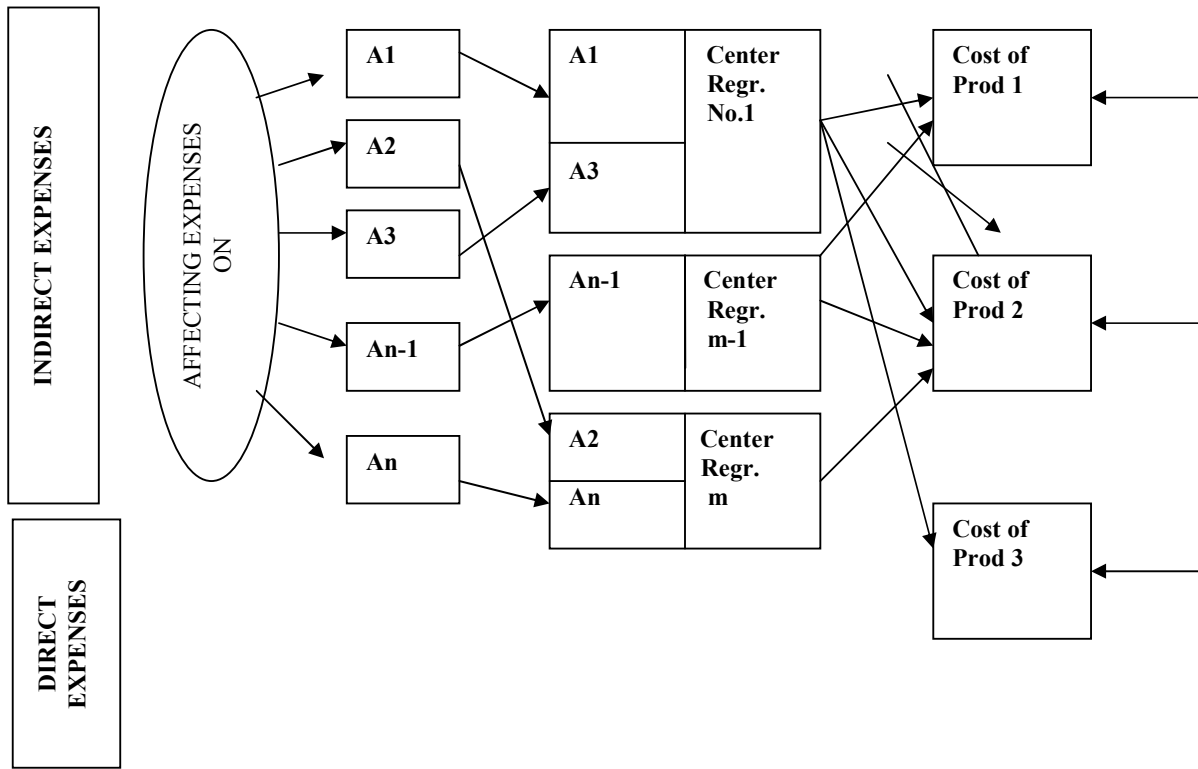 INDIRECT EXPENSES
DIRECT
EXPENSES
AFFECTING EXPENSES
ON
A1
A2
A3
An-1
An
A1
A3
Center
Regr.
No.1
An-1
Center
Regr.
m-1
A2
An
Center
Regr.
m
Cost of
Prod 1
Cost of
Prod 2
Cost of
Prod 3